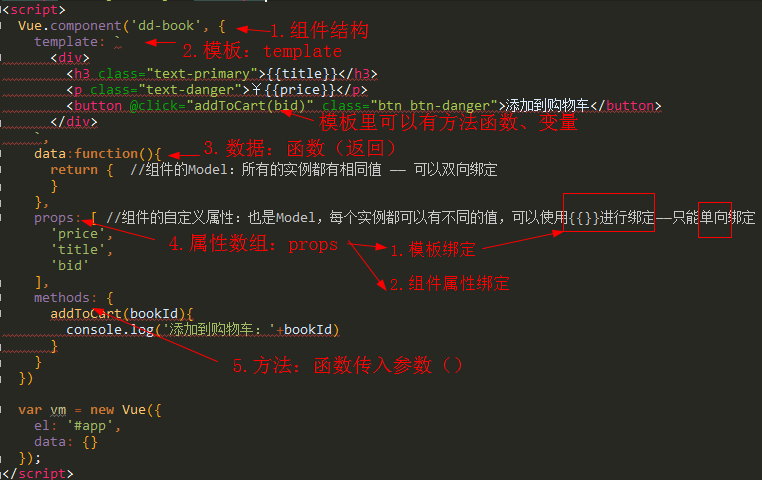 <script>
Vue.component('dd-book', {
1.组件结构
template: `
2.模板：template
<div>
<h3 class="text-primary">{{title}}</h3>
<p class="text-danger">￥{{price}}</p>
<button @click="addToCart(bid)" class="btn btn-danger">添加到购物车</button>
</div>
模板里可以有方法函数、变量
`,
data:function(){
3.数据：函数（返回）
return { //组件的Model：所有的实例都有相同值 —— 可以双向绑定
}
},
props: [ //组件的自定义属性：也是Model，每个实例都可以有不同的值，可以使用{{}}进行绑定——只能单向绑定
'price',
4.属性数组：props
1.模板绑定
'title',
'bid'
2.组件属性绑定
],
methods: {
addToCart(bookId){
console.log('添加到购物车：'+bookId)
}
5.方法：函数传入参数（）
}
})
var vm = new Vue({
el: '#app',
data: {}
});
</script>